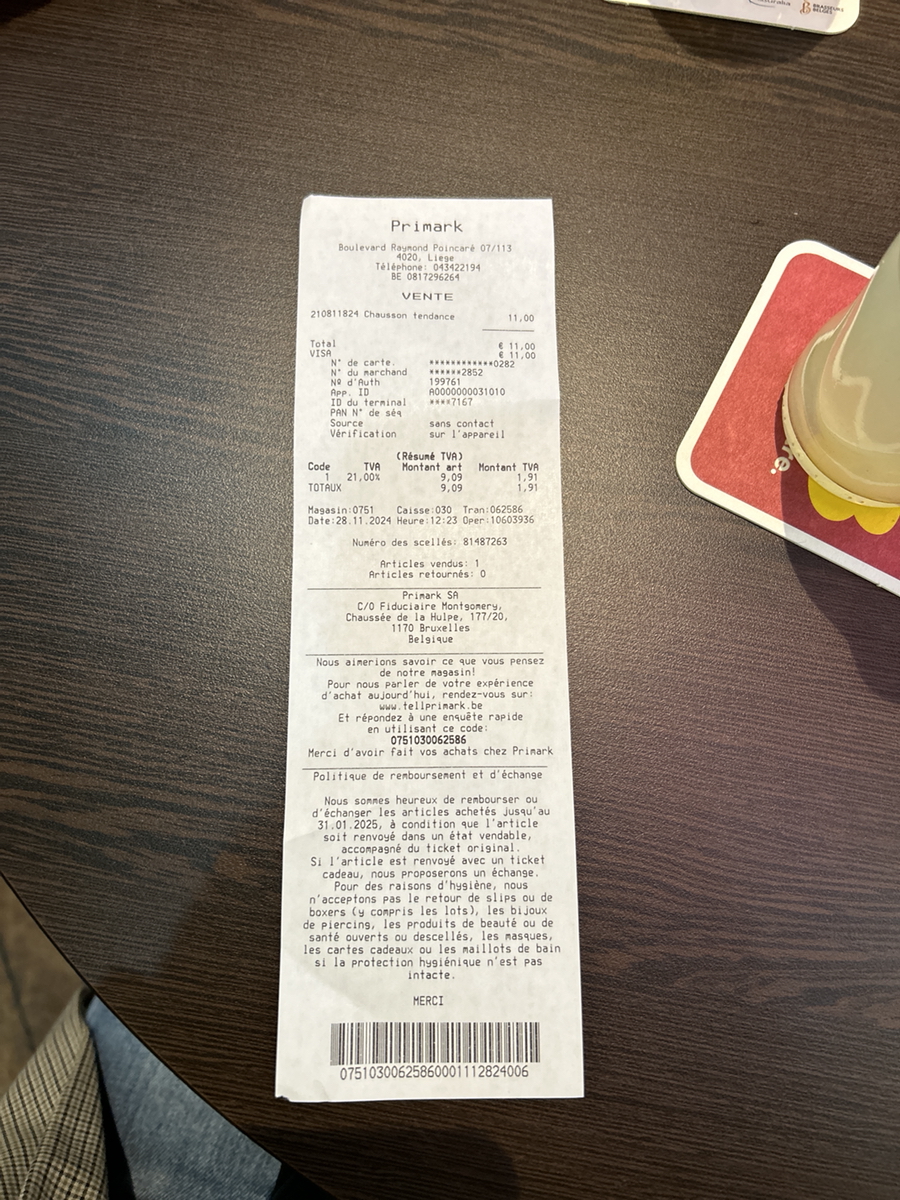 BRASSEURS
BELGES
Primark
Boulevard Raymond Poincaré 07/113
4020, Liege
Téléphone: 043422194
BE 0817296264
VENTE
210811824 Chausson tendance 11,00
Total € 11,00
VISA € 11,00
N° de carte. ************0282
N° du marchand ******2852
Nº d'Auth 199761
App. ID A0000000031010
ID du terminal ****7167
PAN N° de séq
Source sans contact
Vérification sur l'appareil
(Résumé TVA)
Code TVA Montant art Montant TVA
1 21,00% 9,09 1,91
TOTAUX 9,09 1,91
Magasin:0751 Caisse:030 Tran:062586
Date:28.11.2024 Heure:12:23 Oper:10603936
Numéro des scellés: 81487263
Articles vendus: 1
Articles retournés: 0
Primark SA
C/O Fiduciaire Montgomery,
Chaussée de la Hulpe, 177/20,
1170 Bruxelles
Belgique
Nous aimerions savoir ce que vous pensez
de notre magasin!
Pour nous parler de votre expérience
d'achat aujourd'hui, rendez-vous sur:
www.tellprimark.be
Et répondez à une enquête rapide
en utilisant ce code:
0751030062586
Merci d'avoir fait vos achats chez Primark
Politique de remboursement et d'échange
Nous sommes heureux de rembourser ou
d'échanger les articles achetés jusqu'au
31.01.2025, à condition que l'article
soit renvoyé dans un état vendable,
accompagné du ticket original.
Si l'article est renvoyé avec un ticket
cadeau, nous proposerons un échange.
Pour des raisons d'hygiène, nous
n'acceptons pas le retour de slips ou de
boxers (y compris les lots), les bijoux
de piercing, les produits de beauté ou de
santé ouverts ou descellés, les masques,
les cartes cadeaux ou les maillots de bain
si la protection hygiénique n'est pas
intacte.
MERCI
07510300625860001112824006